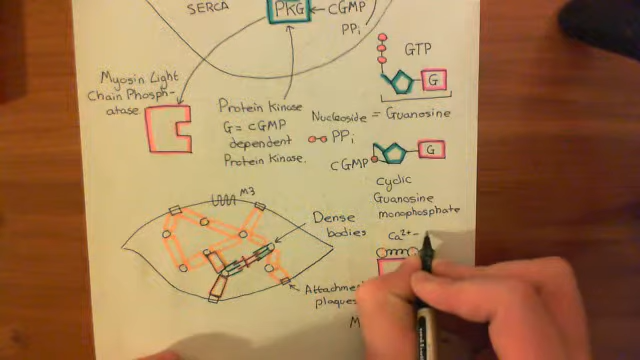 SERCA
PKG
cGMP
PPi
GTP
G
Myosin Light
Chain Phosph-
atase
Protein kinase
G = cGMP
dependent
Protein Kinase.
Nucleoside = Guanosine
PPi
G
cGMP
cyclic
Guanosine
monophosphate
M3
Dense
bodies
Ca2+-
Attachme
plaques
M